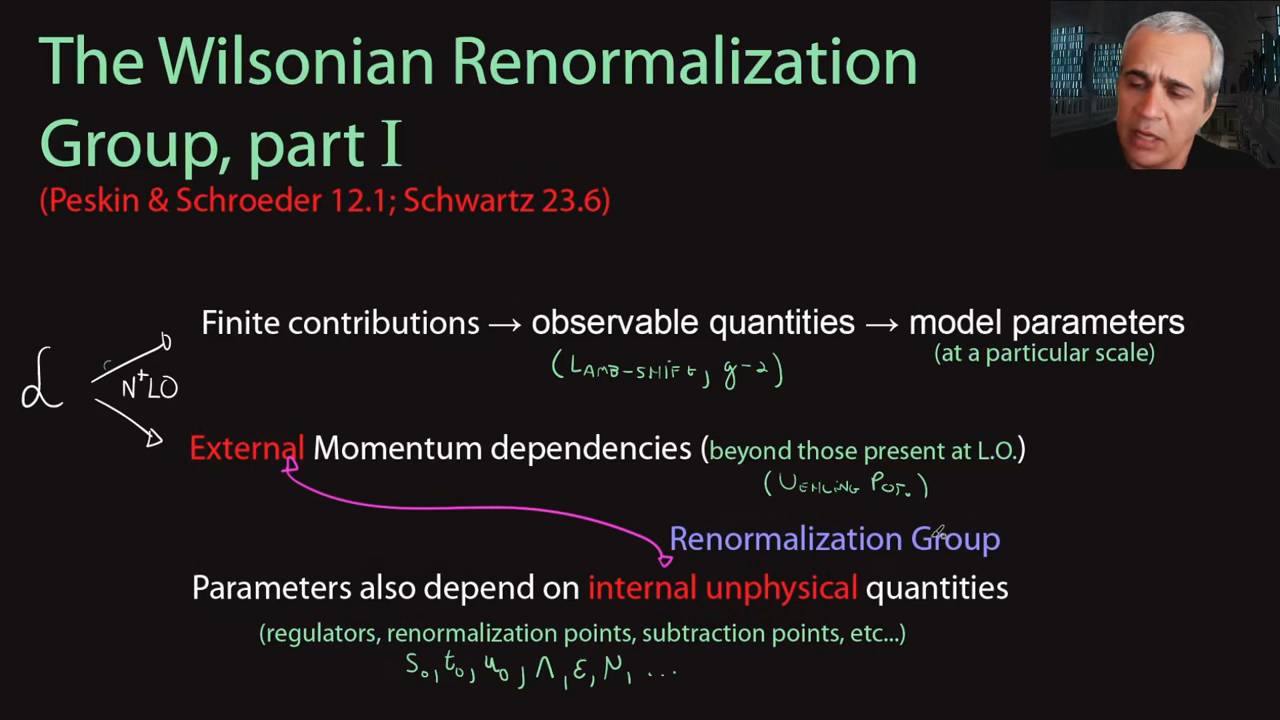 The Wilsonian Renormalization
Group, part I
(Peskin & Schroeder 12.1; Schwartz 23.6)
Finite contributions → observable quantities → model parameters
(at a particular scale)
(LAMB-SHIFT, g-2)
ℒ
N⁺LO
External Momentum dependencies (beyond those present at L.O.)
(UEHLING POT.)
Renormalization Group
Parameters also depend on internal unphysical quantities
(regulators, renormalization points, subtraction points, etc...)
S₀, t₀, u₀, Λ, ε, μ, ...